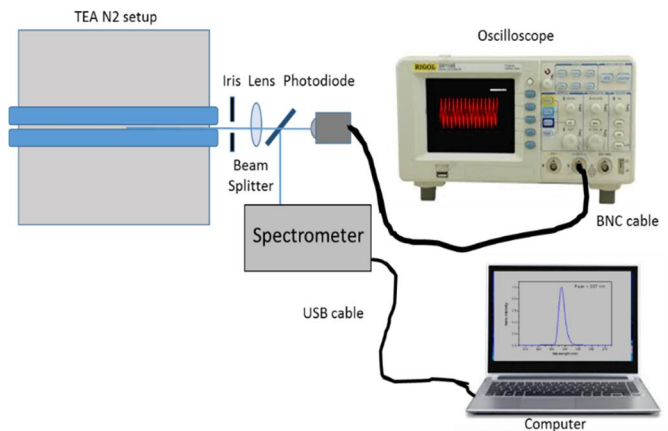 TEA N2 setup
Oscilloscope
Iris Lens Photodiode
RIGOL
Beam
Splitter
Spectrometer
BNC cable
USB cable
Computer